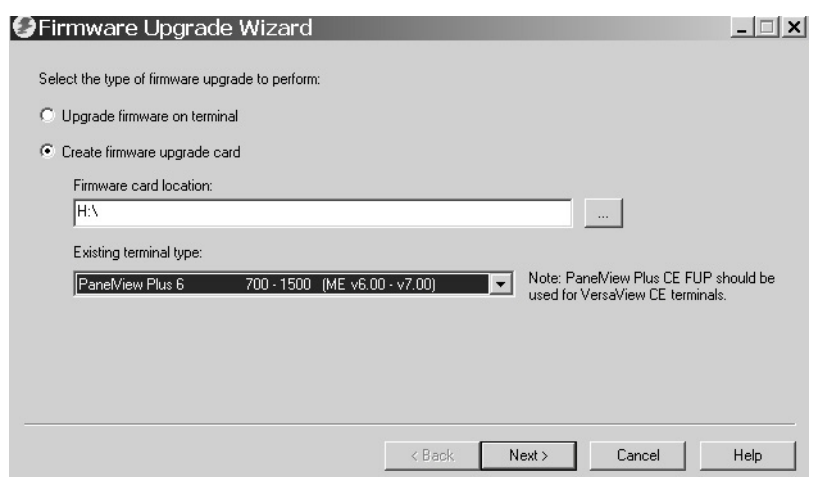 Firmware Upgrade Wizard
Select the type of firmware upgrade to perform:
Upgrade firmware on terminal
Create firmware upgrade card
Firmware card location:
H:\
...
Existing terminal type:
PanelView Plus 6 700 - 1500 (ME v6.00 - v7.00)
Note: PanelView Plus CE FUP should be
used for VersaView CE terminals.
< Back
Next >
Cancel
Help